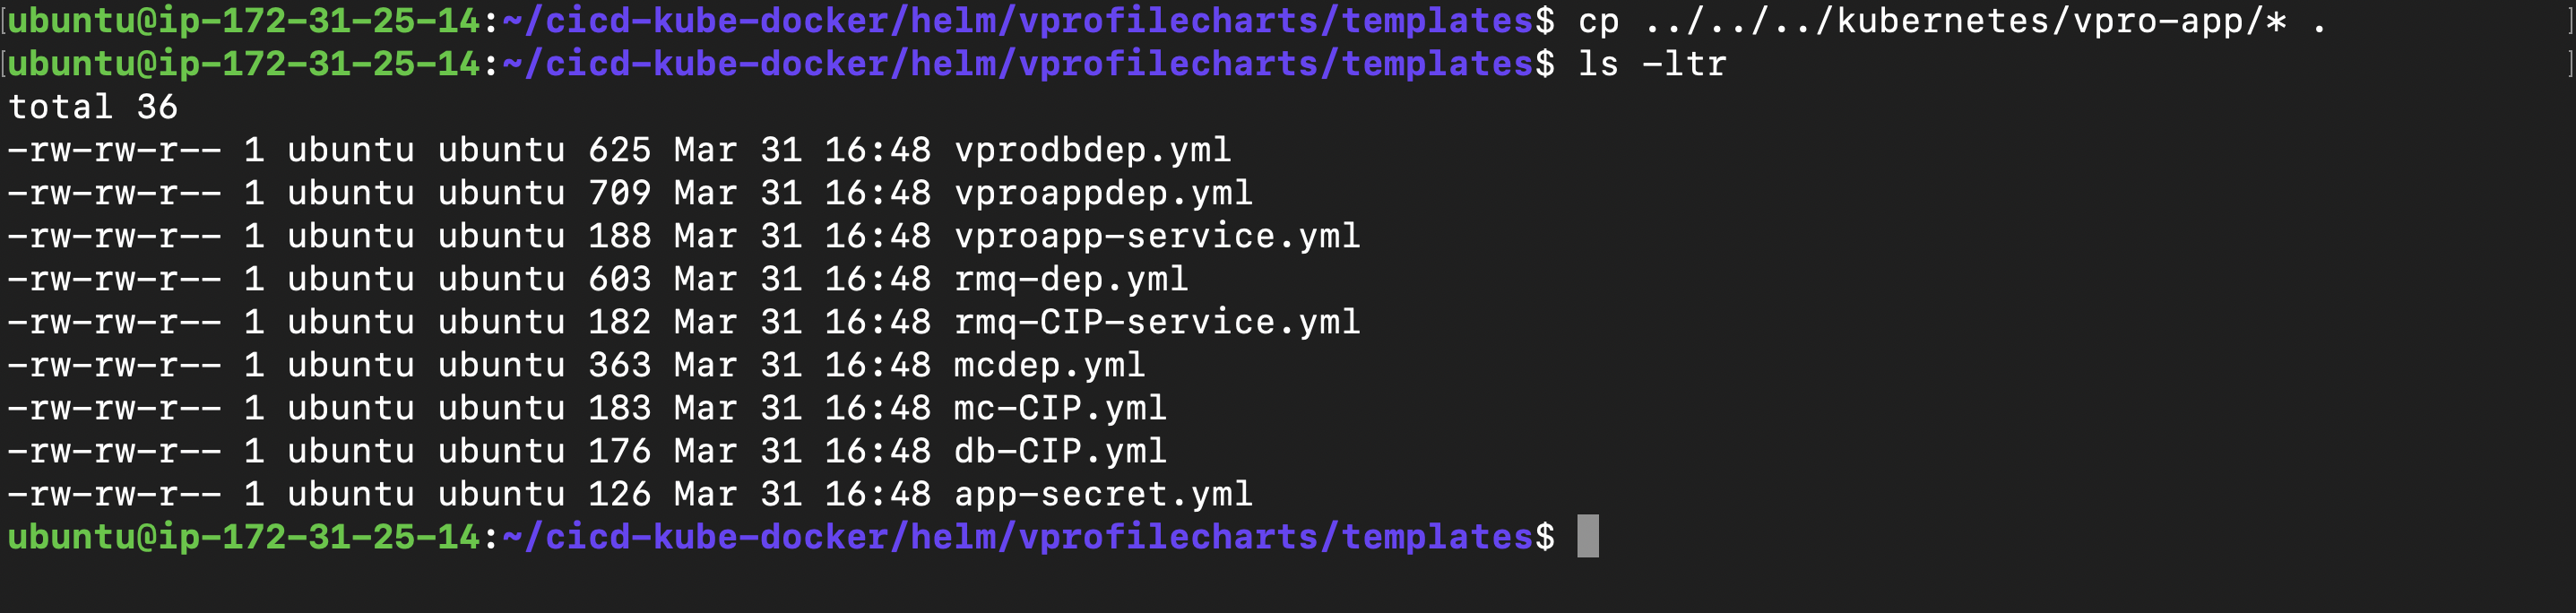 [ubuntu@ip-172-31-25-14:~/cicd-kube-docker/helm/vprofilecharts/templates$ cp ../../../kubernetes/vpro-app/* . ]
[ubuntu@ip-172-31-25-14:~/cicd-kube-docker/helm/vprofilecharts/templates$ ls -ltr ]
total 36
-rw-rw-r-- 1 ubuntu ubuntu 625 Mar 31 16:48 vprodbdep.yml
-rw-rw-r-- 1 ubuntu ubuntu 709 Mar 31 16:48 vproappdep.yml
-rw-rw-r-- 1 ubuntu ubuntu 188 Mar 31 16:48 vproapp-service.yml
-rw-rw-r-- 1 ubuntu ubuntu 603 Mar 31 16:48 rmq-dep.yml
-rw-rw-r-- 1 ubuntu ubuntu 182 Mar 31 16:48 rmq-CIP-service.yml
-rw-rw-r-- 1 ubuntu ubuntu 363 Mar 31 16:48 mcdep.yml
-rw-rw-r-- 1 ubuntu ubuntu 183 Mar 31 16:48 mc-CIP.yml
-rw-rw-r-- 1 ubuntu ubuntu 176 Mar 31 16:48 db-CIP.yml
-rw-rw-r-- 1 ubuntu ubuntu 126 Mar 31 16:48 app-secret.yml
ubuntu@ip-172-31-25-14:~/cicd-kube-docker/helm/vprofilecharts/templates$